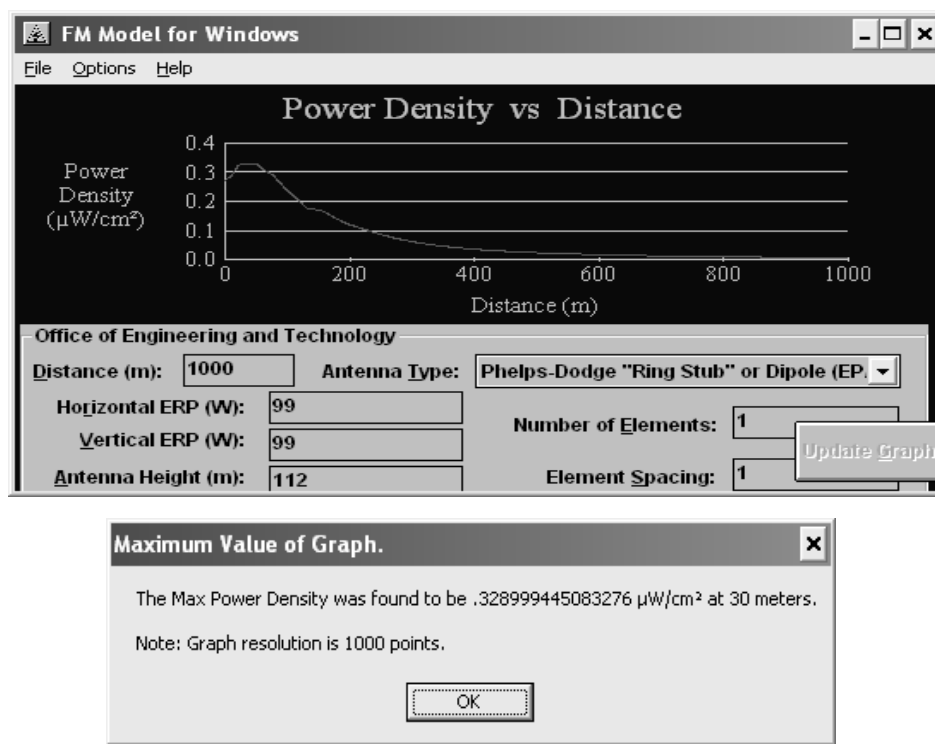 FM Model for Windows
File Options Help
Power Density vs Distance
Power
Density
(µW/cm²)
0.4
0.3
0.2
0.1
0.0
0 200 400 600 800 1000
Distance (m)
Office of Engineering and Technology
Distance (m): 1000 Antenna Type: Phelps-Dodge "Ring Stub" or Dipole (EP.
Horizontal ERP (W): 99
Vertical ERP (W): 99
Number of Elements: 1
Update Graph
Antenna Height (m): 112 Element Spacing: 1
Maximum Value of Graph.
The Max Power Density was found to be .328999445083276 µW/cm² at 30 meters.
Note: Graph resolution is 1000 points.
OK